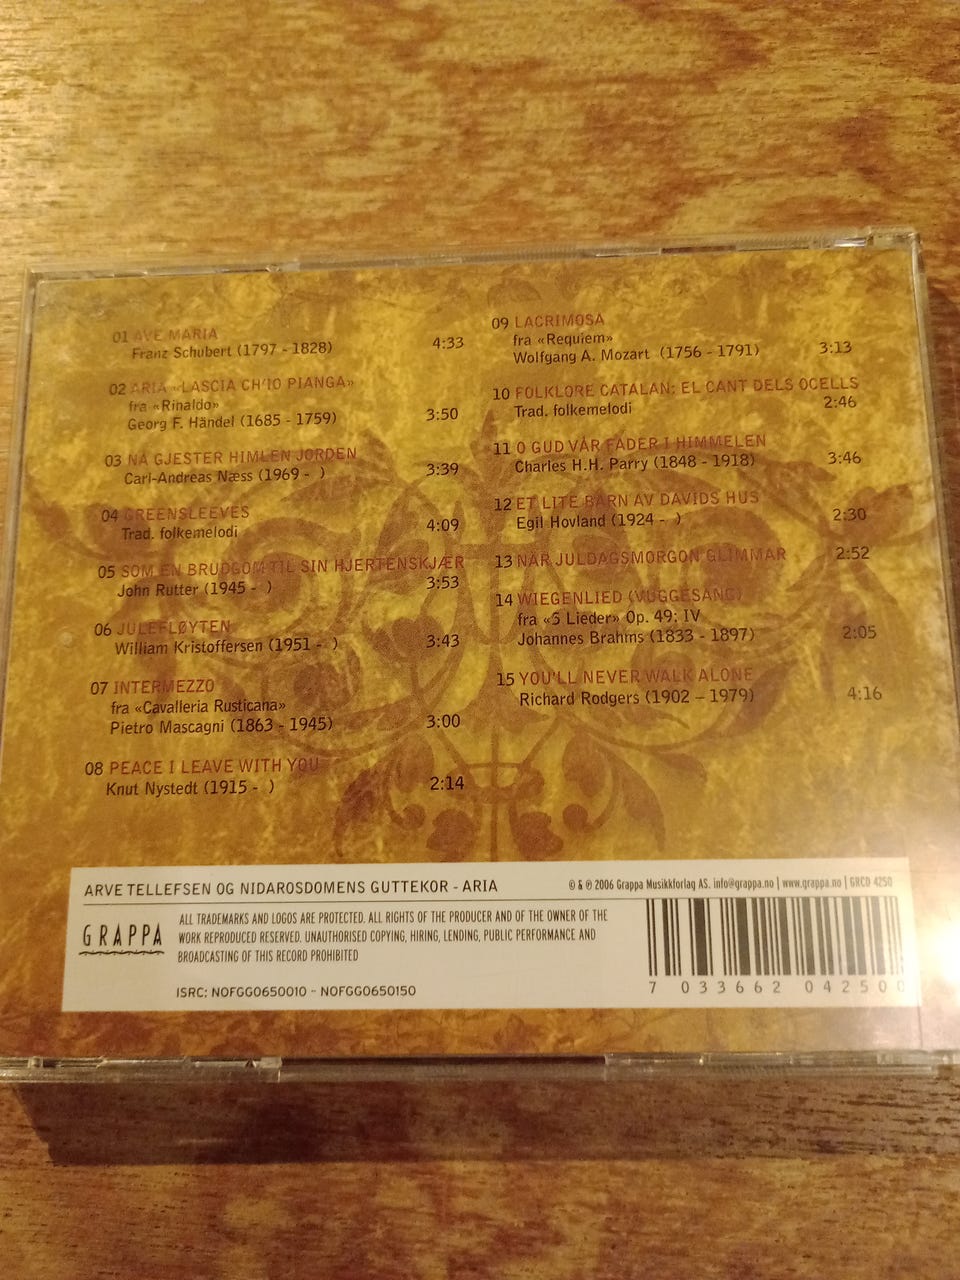 01 AVE MARIA
Franz Schubert (1797 - 1828) 4:33
02 ARIA «LASCIA CH'IO PIANGA»
fra «Rinaldo»
Georg F. Händel (1685 - 1759) 3:50
03 NÅ GJESTER HIMLEN JORDEN
Carl-Andreas Næss (1969 - ) 3:39
04 GREENSLEEVES
Trad. folkemelodi 4:09
05 SOM EN BRUDGOM TIL SIN HJERTENSKJÆR
John Rutter (1945 - ) 3:53
06 JULEFLØYTEN
William Kristoffersen (1951 - ) 3:43
07 INTERMEZZO
fra «Cavalleria Rusticana»
Pietro Mascagni (1863 - 1945) 3:00
08 PEACE I LEAVE WITH YOU
Knut Nystedt (1915 - ) 2:14
09 LACRIMOSA
fra «Requiem»
Wolfgang A. Mozart (1756 - 1791) 3:13
10 FOLKLORE CATALAN: EL CANT DELS OCELLS
Trad. folkemelodi 2:46
11 O GUD VÅR FADER I HIMMELEN
Charles H.H. Parry (1848 - 1918) 3:46
12 ET LITE BARN AV DAVIDS HUS
Egil Hovland (1924 - ) 2:30
13 NÅR JULDAGSMORGON GLIMMAR 2:52
14 WIEGENLIED (VUGGESANG)
fra «5 Lieder» Op. 49: IV
Johannes Brahms (1833 - 1897) 2:05
15 YOU'LL NEVER WALK ALONE
Richard Rodgers (1902 – 1979) 4:16
ARVE TELLEFSEN OG NIDAROSDOMENS GUTTEKOR - ARIA
© & ℗ 2006 Grappa Musikkforlag AS. info@grappa.no | www.grappa.no | GRCD 4250
GRAPPA
ALL TRADEMARKS AND LOGOS ARE PROTECTED. ALL RIGHTS OF THE PRODUCER AND OF THE OWNER OF THE
WORK REPRODUCED RESERVED. UNAUTHORISED COPYING, HIRING, LENDING, PUBLIC PERFORMANCE AND
BROADCASTING OF THIS RECORD PROHIBITED
ISRC: NOFGG0650010 - NOFGG0650150
7 033662 042500